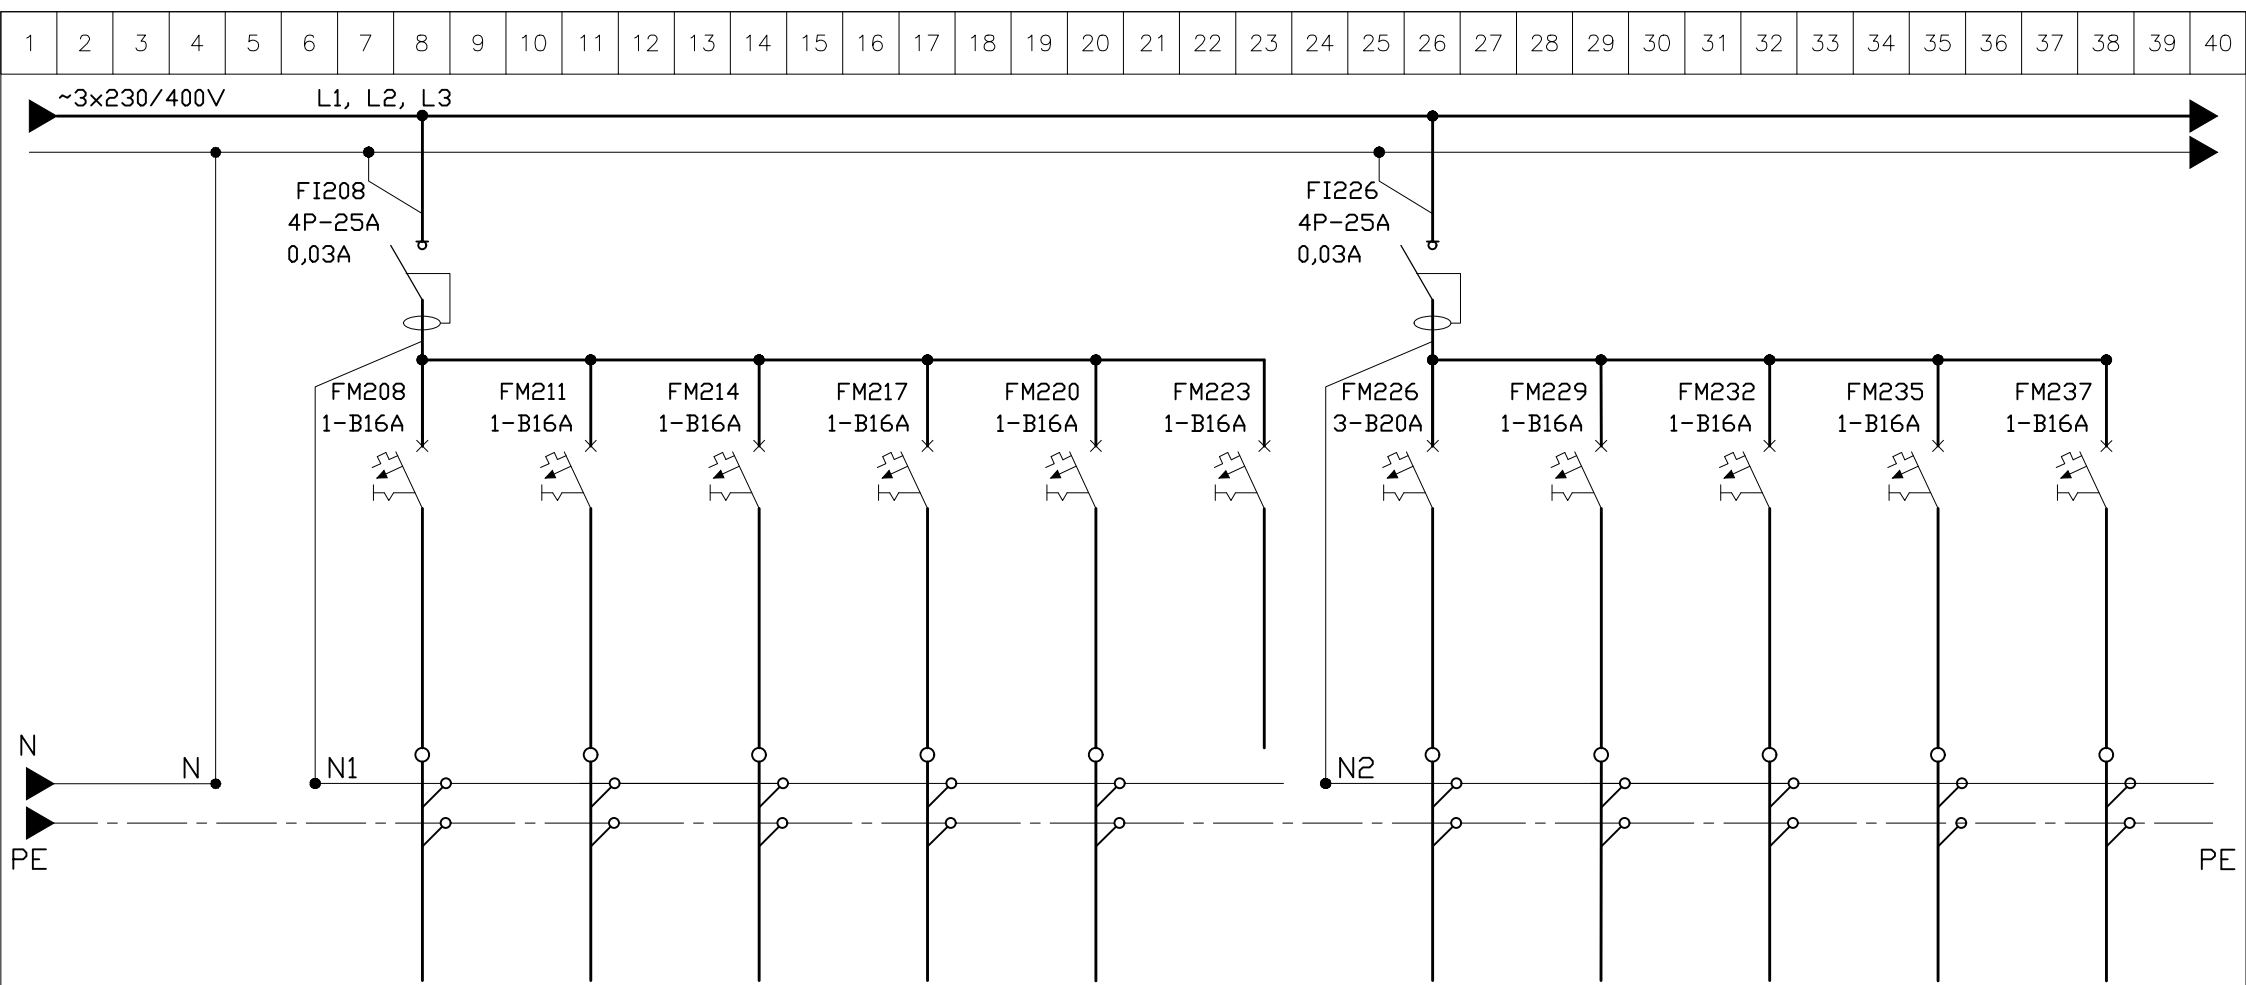 1 2 3 4 5 6 7 8 9 10 11 12 13 14 15 16 17 18 19 20 21 22 23 24 25 26 27 28 29 30 31 32 33 34 35 36 37 38 39 40
~3x230/400V L1, L2, L3
FI208
4P-25A
0,03A
FI226
4P-25A
0,03A
FM208
1-B16A
FM211
1-B16A
FM214
1-B16A
FM217
1-B16A
FM220
1-B16A
FM223
1-B16A
FM226
3-B20A
FM229
1-B16A
FM232
1-B16A
FM235
1-B16A
FM237
1-B16A
N
N
N1
N2
PE
PE